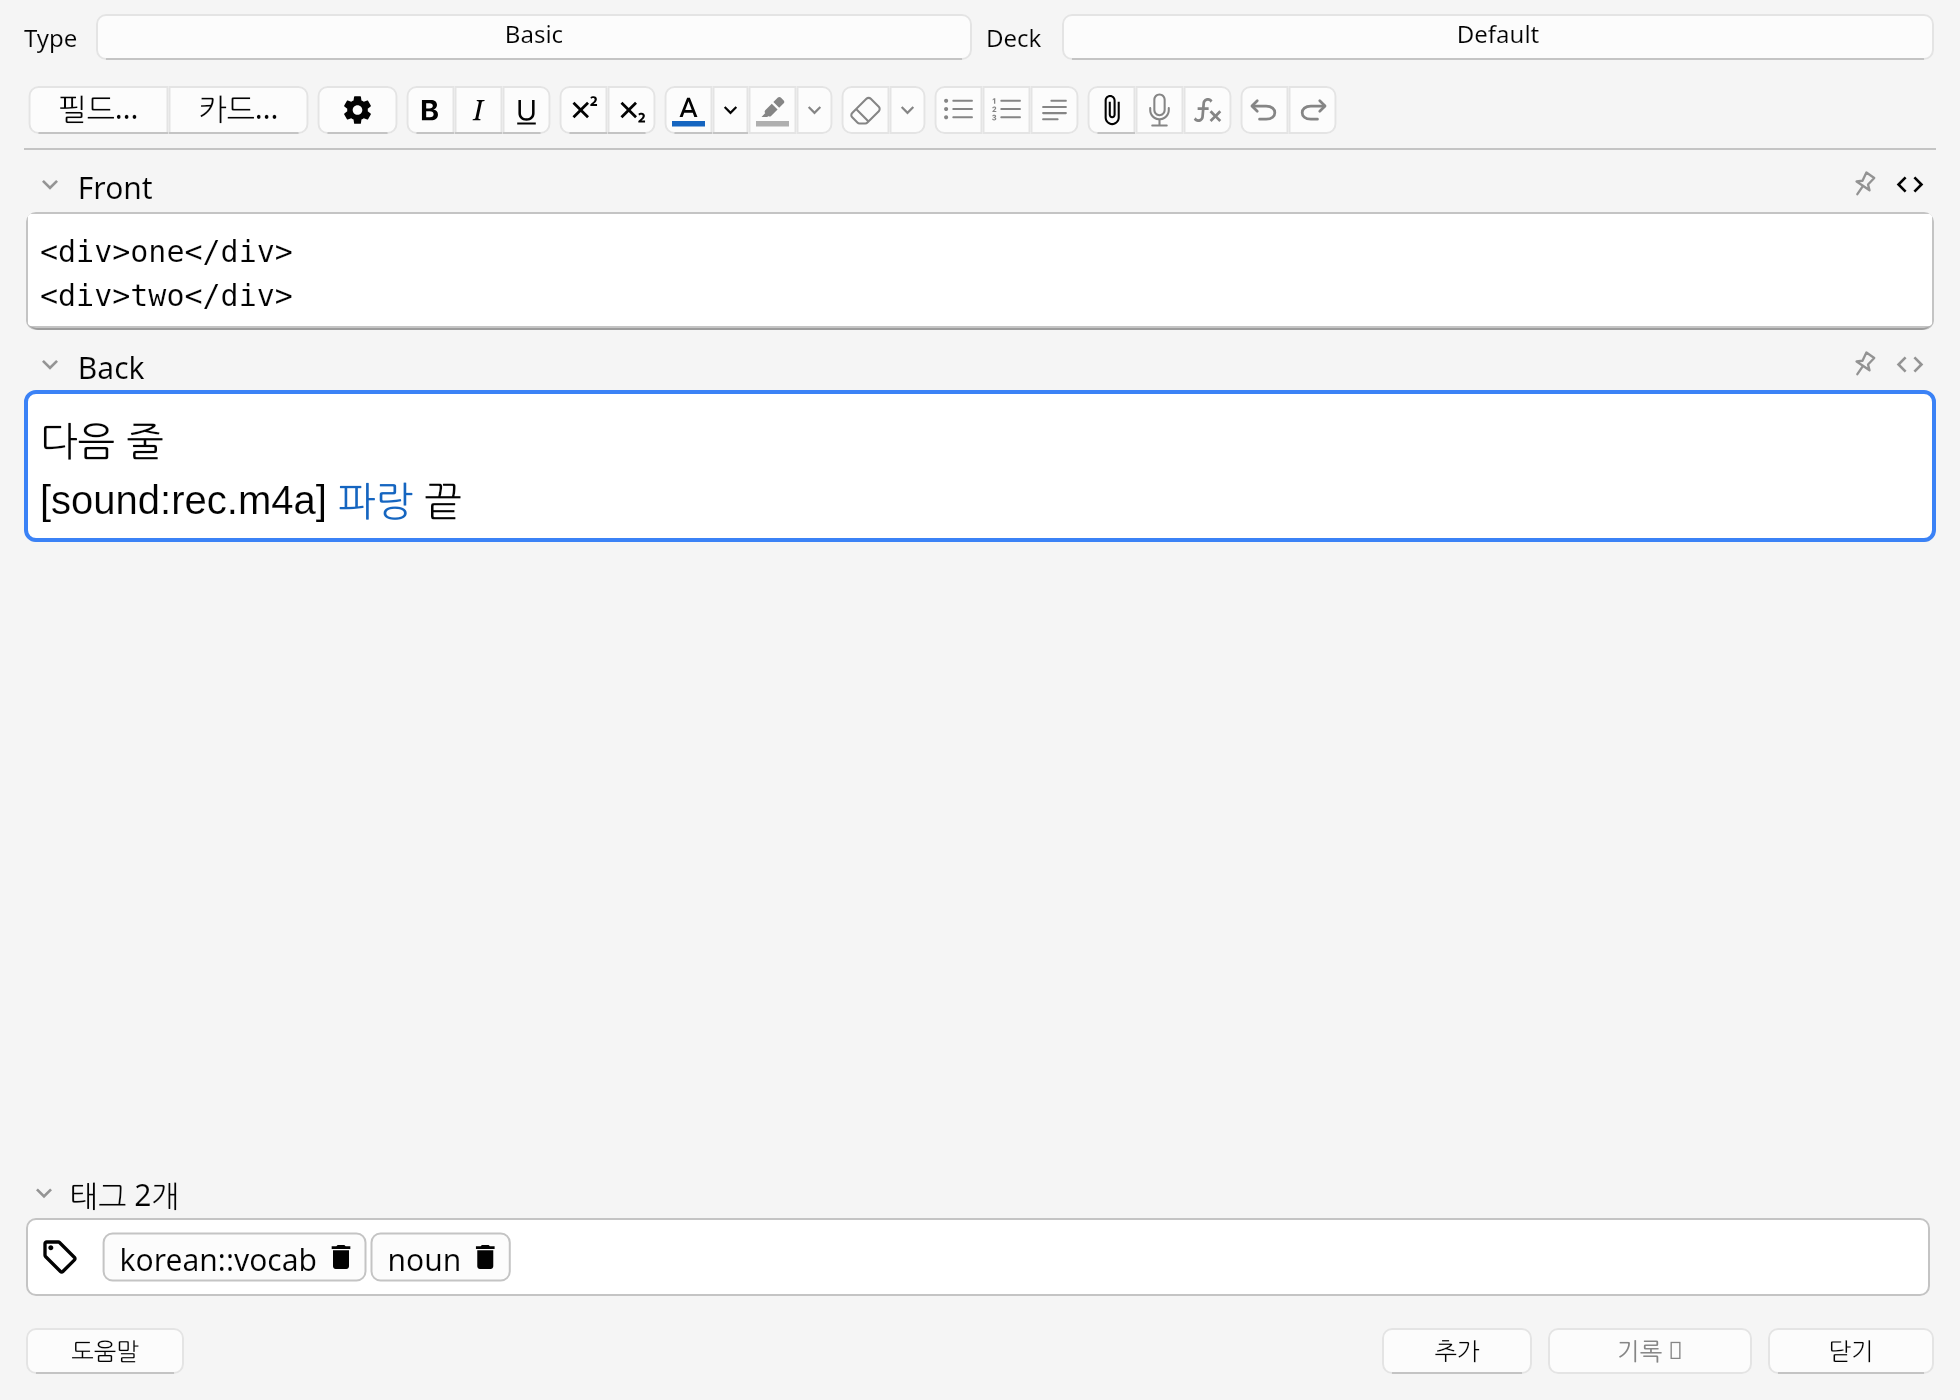 Type Basic Deck Default
필드... 카드...
Front
<div>one</div>
<div>two</div>
Back
다음 줄
[sound:rec.m4a] 파랑 끝
태그 2개
korean::vocab noun
도움말 추가 기록 닫기